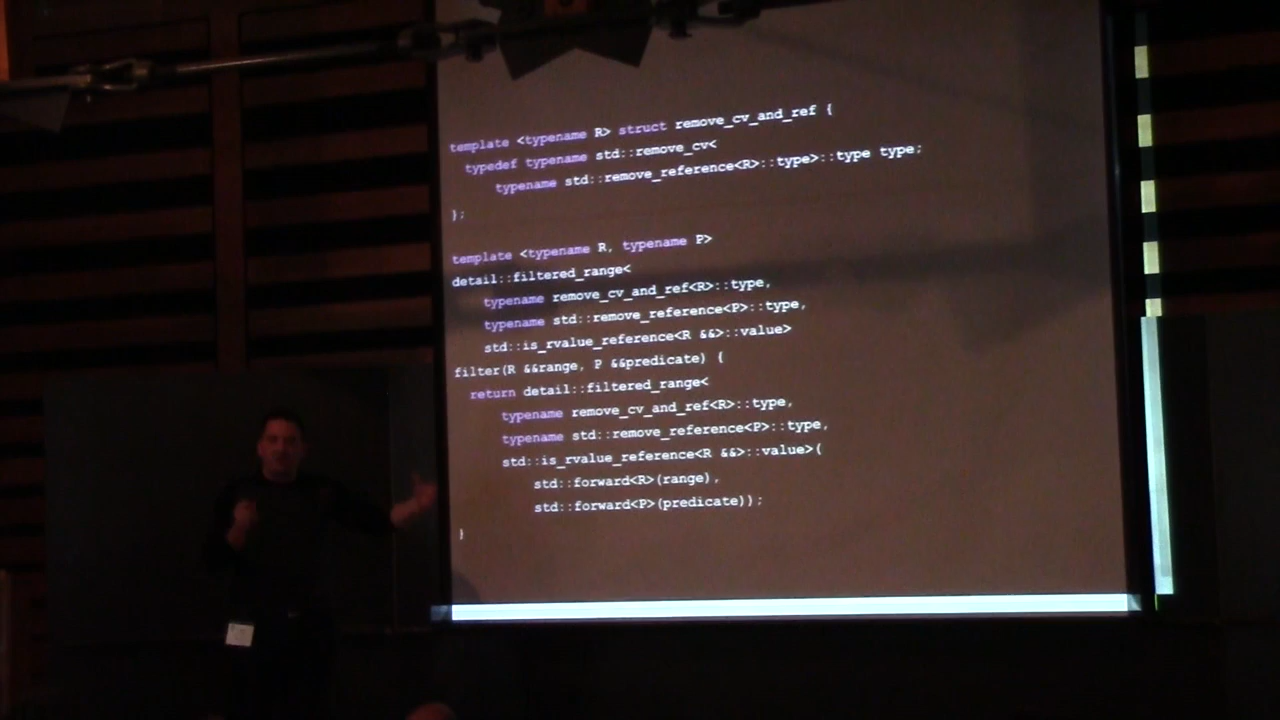 template <typename R> struct remove_cv_and_ref {
typedef typename std::remove_cv<
typename std::remove_reference<R>::type>::type type;
};
template <typename R, typename P>
detail::filtered_range<
typename remove_cv_and_ref<R>::type,
typename std::remove_reference<P>::type,
std::is_rvalue_reference<R &&>::value>
filter(R &&range, P &&predicate) {
return detail::filtered_range<
typename remove_cv_and_ref<R>::type,
typename std::remove_reference<P>::type,
std::is_rvalue_reference<R &&>::value>(
std::forward<R>(range),
std::forward<P>(predicate));
}